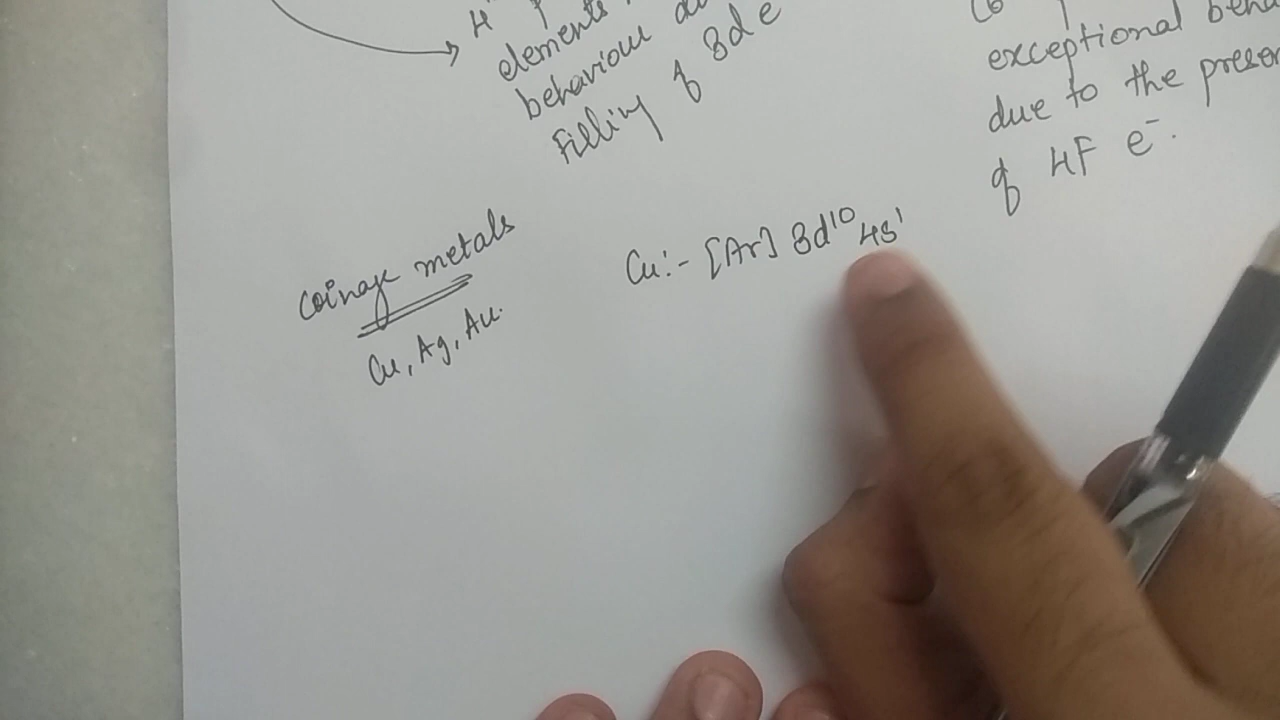 elements
behaviour
Filling of 3d e
exceptional
due to the
of 4F e⁻.
Coinage metals
Cu, Ag, Au.
Cu:- [Ar] 3d¹⁰ 4s¹